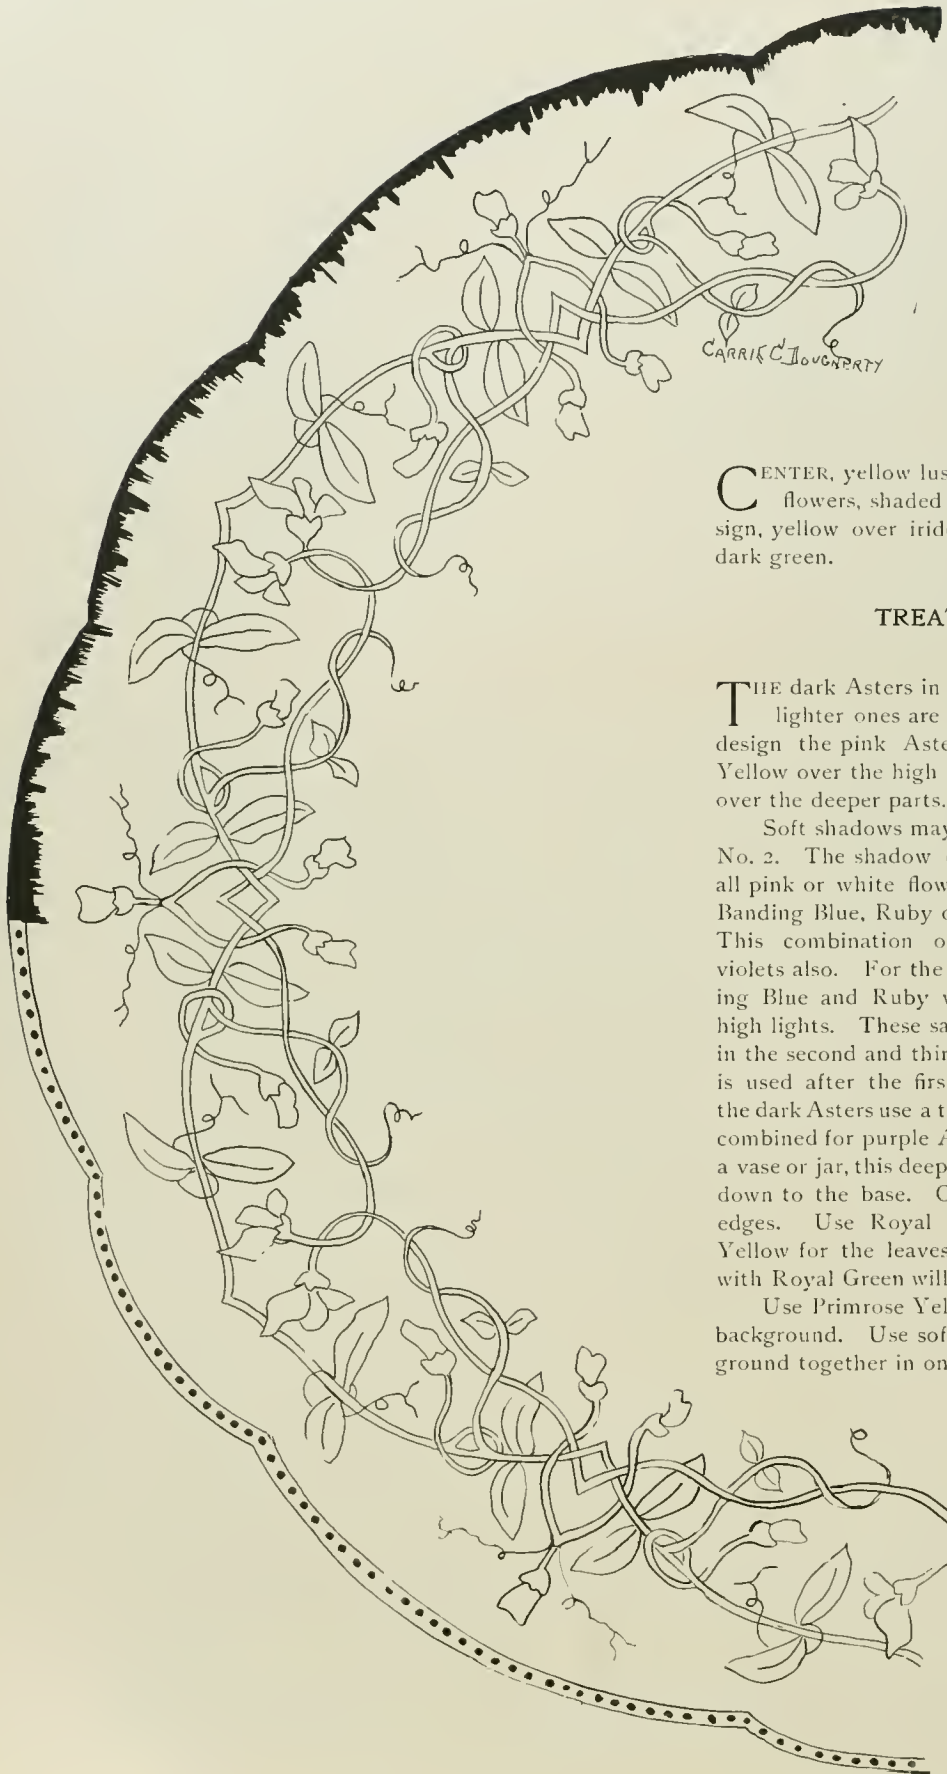 CARRIE C DOUGHERTY
CENTER, yellow lus
flowers, shaded
sign, yellow over irid
dark green.
TREA
THE dark Asters in
lighter ones are
design the pink Aste
Yellow over the high
over the deeper parts.
Soft shadows may
No. 2. The shadow
all pink or white flow
Banding Blue, Ruby o
This combination o
violets also. For the
ing Blue and Ruby w
high lights. These sa
in the second and thir
is used after the firs
the dark Asters use a t
combined for purple A
a vase or jar, this deep
down to the base. C
edges. Use Royal
Yellow for the leaves
with Royal Green will
Use Primrose Yel
background. Use sof
ground together in on